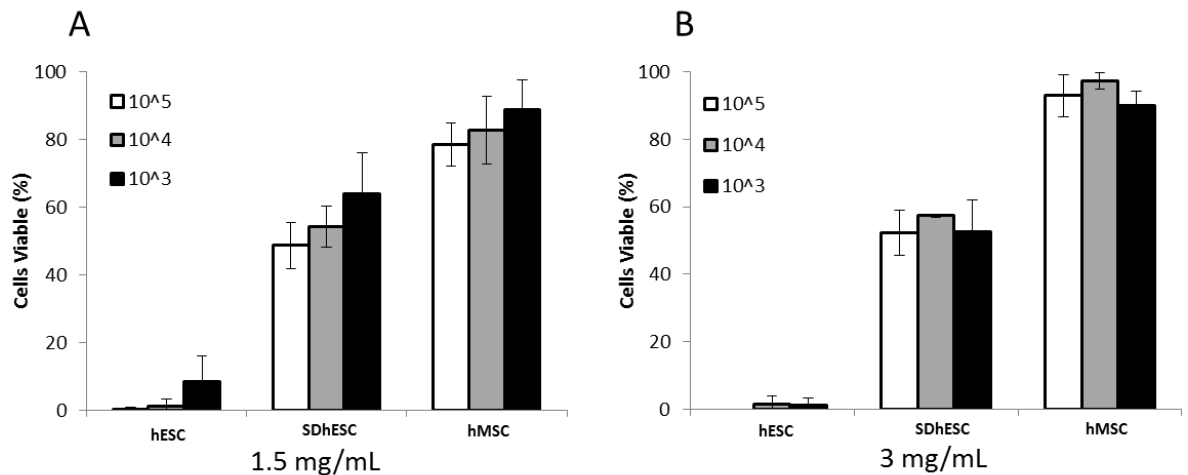 A
Cells Viable (%)
100
80
60
40
20
0
10^5
10^4
10^3
hESC
SDhESC
hMSC
1.5 mg/mL
B
Cells Viable (%)
100
80
60
40
20
0
10^5
10^4
10^3
hESC
SDhESC
hMSC
3 mg/mL